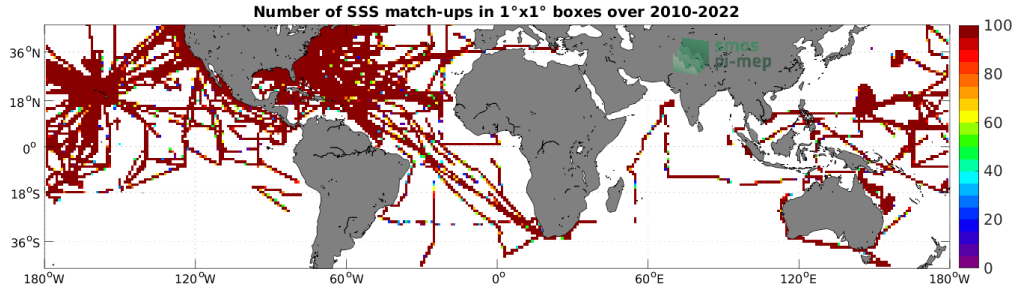 Number of SSS match-ups in 1°x1° boxes over 2010-2022
36°N
18°N
0°
18°S
36°S
180°W
120°W
60°W
0°
60°E
120°E
180°W
100
80
60
40
20
0
smos
pi-mep